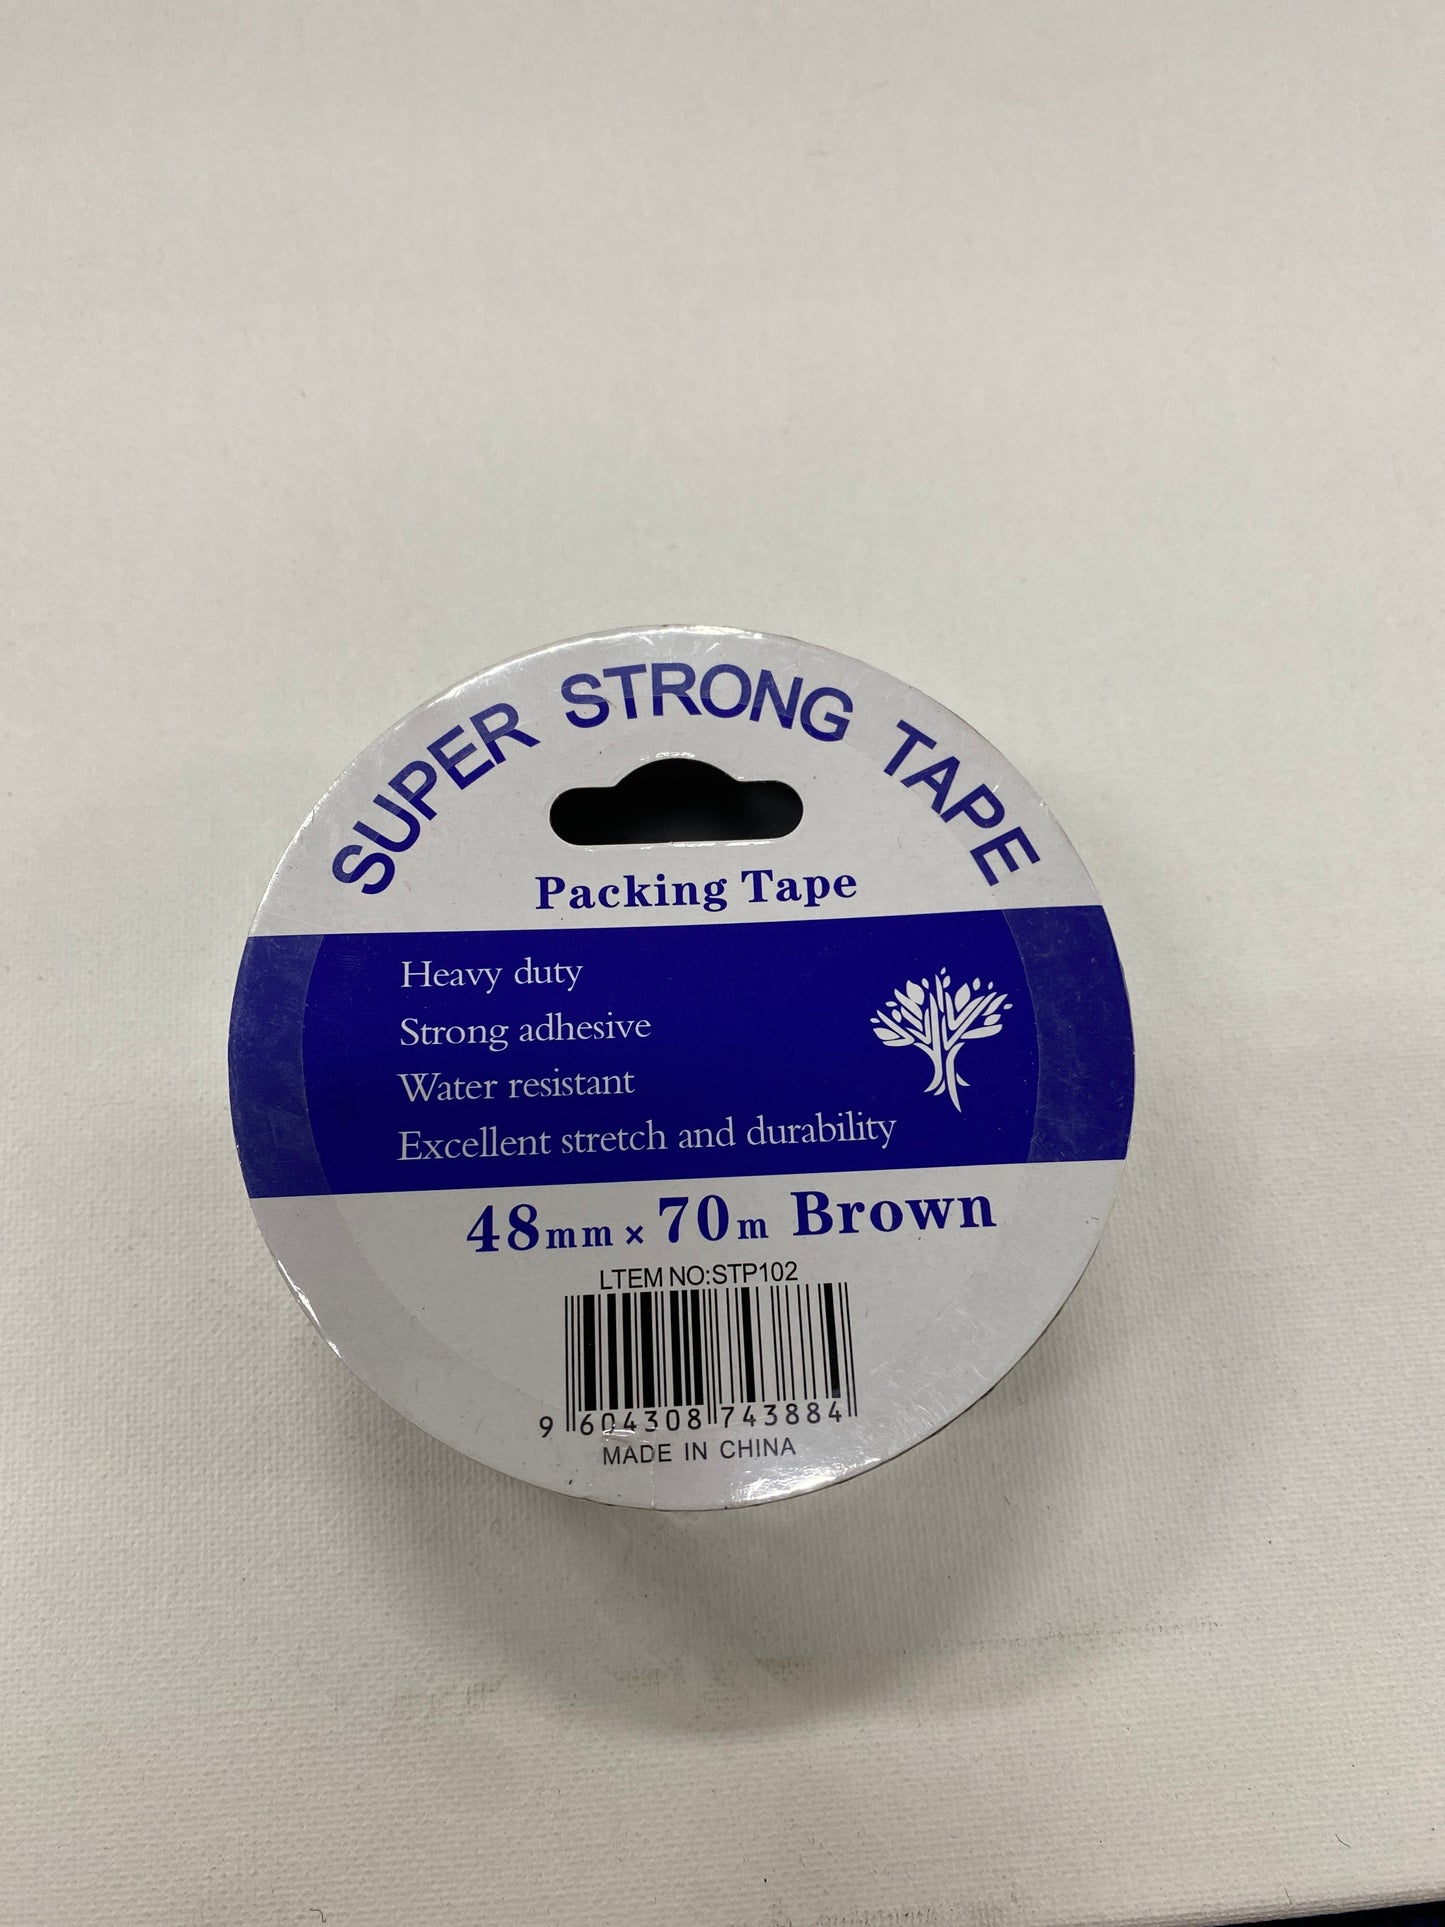 SUPER STRONG TAPE
Packing Tape
Heavy duty
Strong adhesive
Water resistant
Excellent stretch and durability
48mm × 70m Brown
LTEM NO:STP102
9 604308 743884
MADE IN CHINA